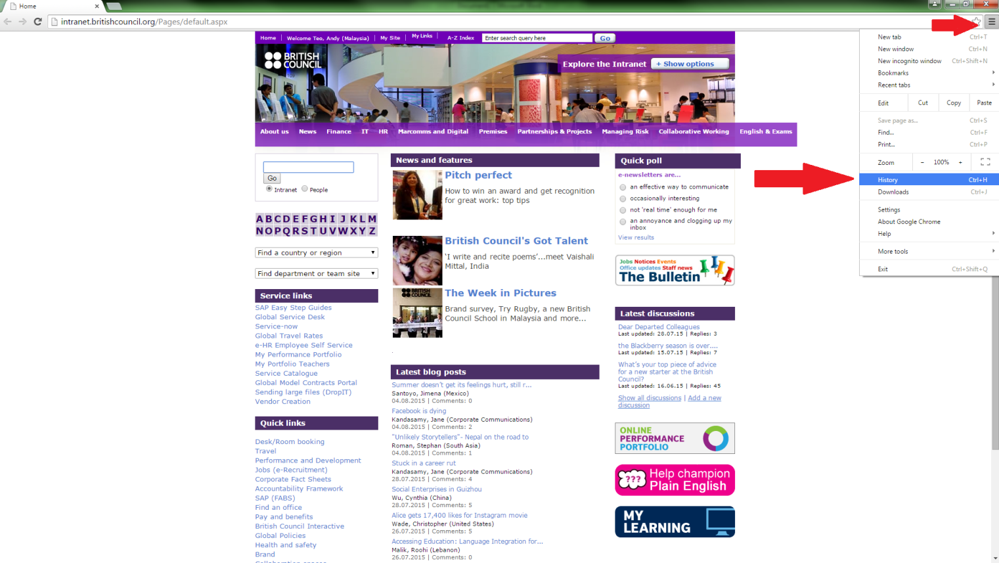 Home
intranet.britishcouncil.org/Pages/default.aspx
Home | Welcome Teo, Andy (Malaysia) | My Site | My Links | A-Z Index Enter search query here Go
BRITISH
COUNCIL
Explore the Intranet + Show options
About us News Finance IT HR Marcomms and Digital Premises Partnerships & Projects Managing Risk Collaborative Working English & Exams
Go
Intranet People
A B C D E F G H I J K L M
N O P Q R S T U V W X Y Z
Find a country or region
Find department or team site
Service links
SAP Easy Step Guides
Global Service Desk
Service-now
Global Travel Rates
e-HR Employee Self Service
My Performance Portfolio
My Portfolio Teachers
Service Catalogue
Global Model Contracts Portal
Sending large files (DropIT)
Vendor Creation
Quick links
Desk/Room booking
Travel
Performance and Development
Jobs (e-Recruitment)
Corporate Fact Sheets
Accountability Framework
SAP (FABS)
Find an office
Pay and benefits
British Council Interactive
Global Policies
Health and safety
Brand
News and features
Pitch perfect
How to win an award and get recognition
for great work: top tips
British Council's Got Talent
'I write and recite poems'...meet Vaishali
Mittal, India
BRITISH
COUNCIL
The Week in Pictures
Brand survey, Try Rugby, a new British
Council School in Malaysia and more...
.
Latest blog posts
Summer doesn't get its feelings hurt, still r...
Santoyo, Jimena (Mexico)
04.08.2015 | Comments: 0
Facebook is dying
Kandasamy, Jane (Corporate Communications)
04.08.2015 | Comments: 2
"Unlikely Storytellers"- Nepal on the road to
Roman, Stephan (South Asia)
04.08.2015 | Comments: 1
Stuck in a career rut
Kandasamy, Jane (Corporate Communications)
28.07.2015 | Comments: 4
Social Enterprises in Guizhou
Wu, Cynthia (China)
28.07.2015 | Comments: 5
Alice gets 17,400 likes for Instagram movie
Wade, Christopher (United States)
26.07.2015 | Comments: 5
Accessing Education: Language Integration for...
Malik, Roohi (Lebanon)
26.07.2015 | Comments: 0
Quick poll
e-newsletters are...
an effective way to communicate
occasionally interesting
not 'real time' enough for me
an annoyance and clogging up my
inbox
View results
Jobs Notices Events
Office updates Staff news
The Bulletin
Latest discussions
Dear Departed Colleagues
Last updated: 28.07.15 | Replies: 3
the Blackberry season is over....
Last updated: 15.07.15 | Replies: 7
What's your top piece of advice
for a new starter at the British
Council?
Last updated: 16.06.15 | Replies: 45
Show all discussions | Add a new
discussion
ONLINE
PERFORMANCE
PORTFOLIO
??? Help champion
Plain English
MY
LEARNING
New tab Ctrl+T
New window Ctrl+N
New incognito window Ctrl+Shift+N
Bookmarks
Recent tabs
Edit Cut Copy Paste
Save page as... Ctrl+S
Find... Ctrl+F
Print... Ctrl+P
Zoom - 100% +
History Ctrl+H
Downloads Ctrl+J
Settings
About Google Chrome
Help
More tools
Exit Ctrl+Shift+Q